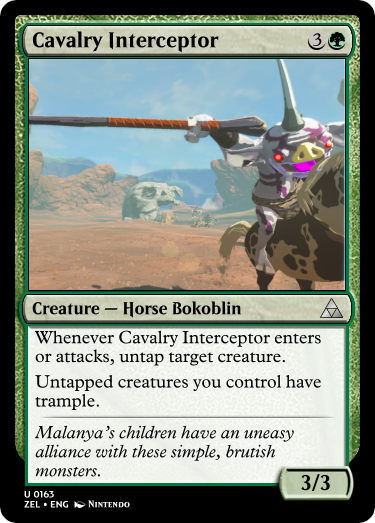 Cavalry Interceptor 3
Creature — Horse Bokoblin
Whenever Cavalry Interceptor enters
or attacks, untap target creature.
Untapped creatures you control have
trample.
Malanya's children have an uneasy
alliance with these simple, brutish
monsters.
3/3
U 0163
ZEL • ENG Nintendo